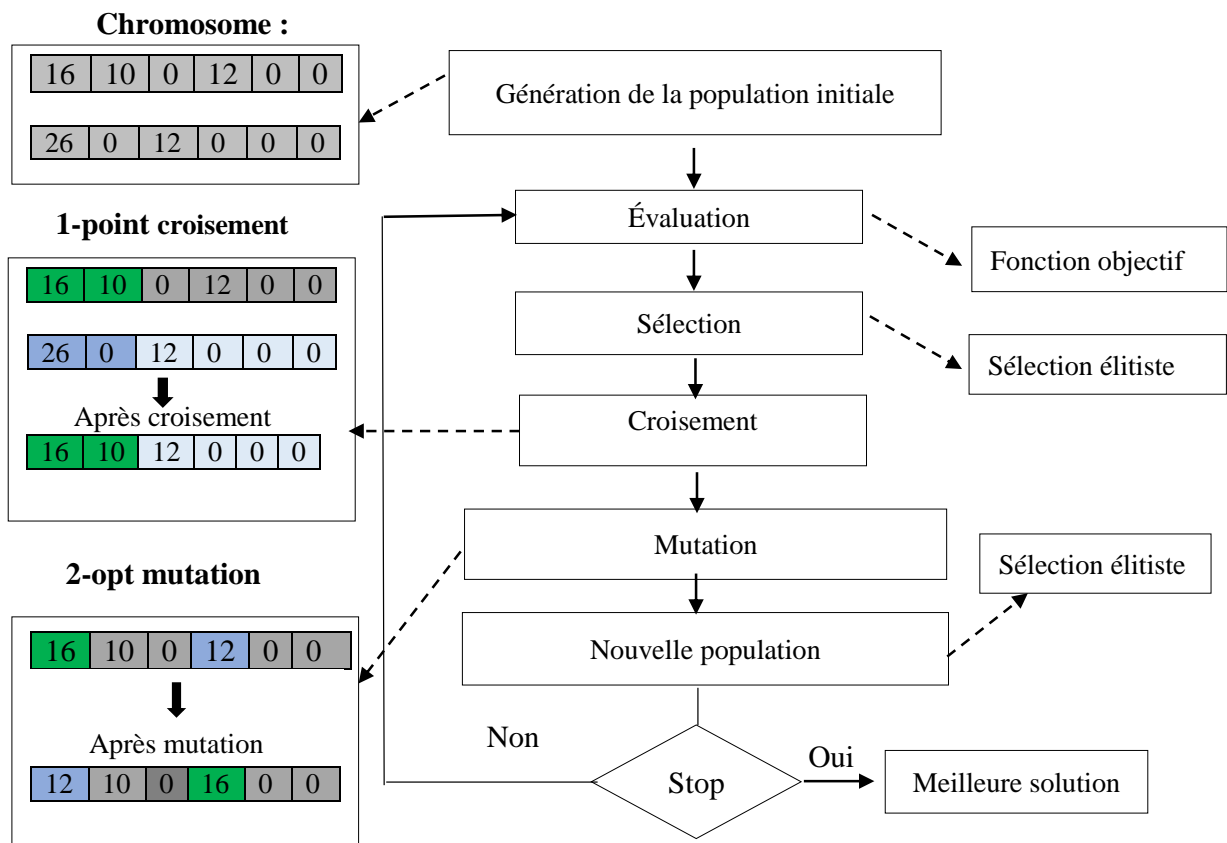 Chromosome :
16 10 0 12 0 0
26 0 12 0 0 0
1-point croisement
16 10 0 12 0 0
26 0 12 0 0 0
Après croisement
16 10 12 0 0 0
2-opt mutation
16 10 0 12 0 0
Après mutation
12 10 0 16 0 0
Génération de la population initiale
Évaluation
Fonction objectif
Sélection
Sélection élitiste
Croisement
Mutation
Sélection élitiste
Nouvelle population
Non
Stop
Oui
Meilleure solution